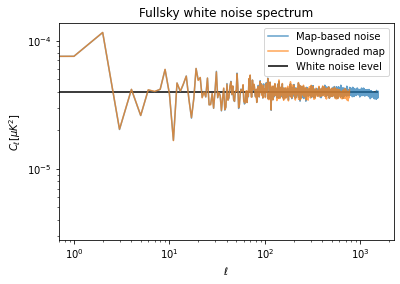 Fullsky white noise spectrum
Map-based noise
Downgraded map
White noise level
10⁻⁴
10⁻⁵
Cℓ[μK²]
10⁰ 10¹ 10² 10³
ℓ